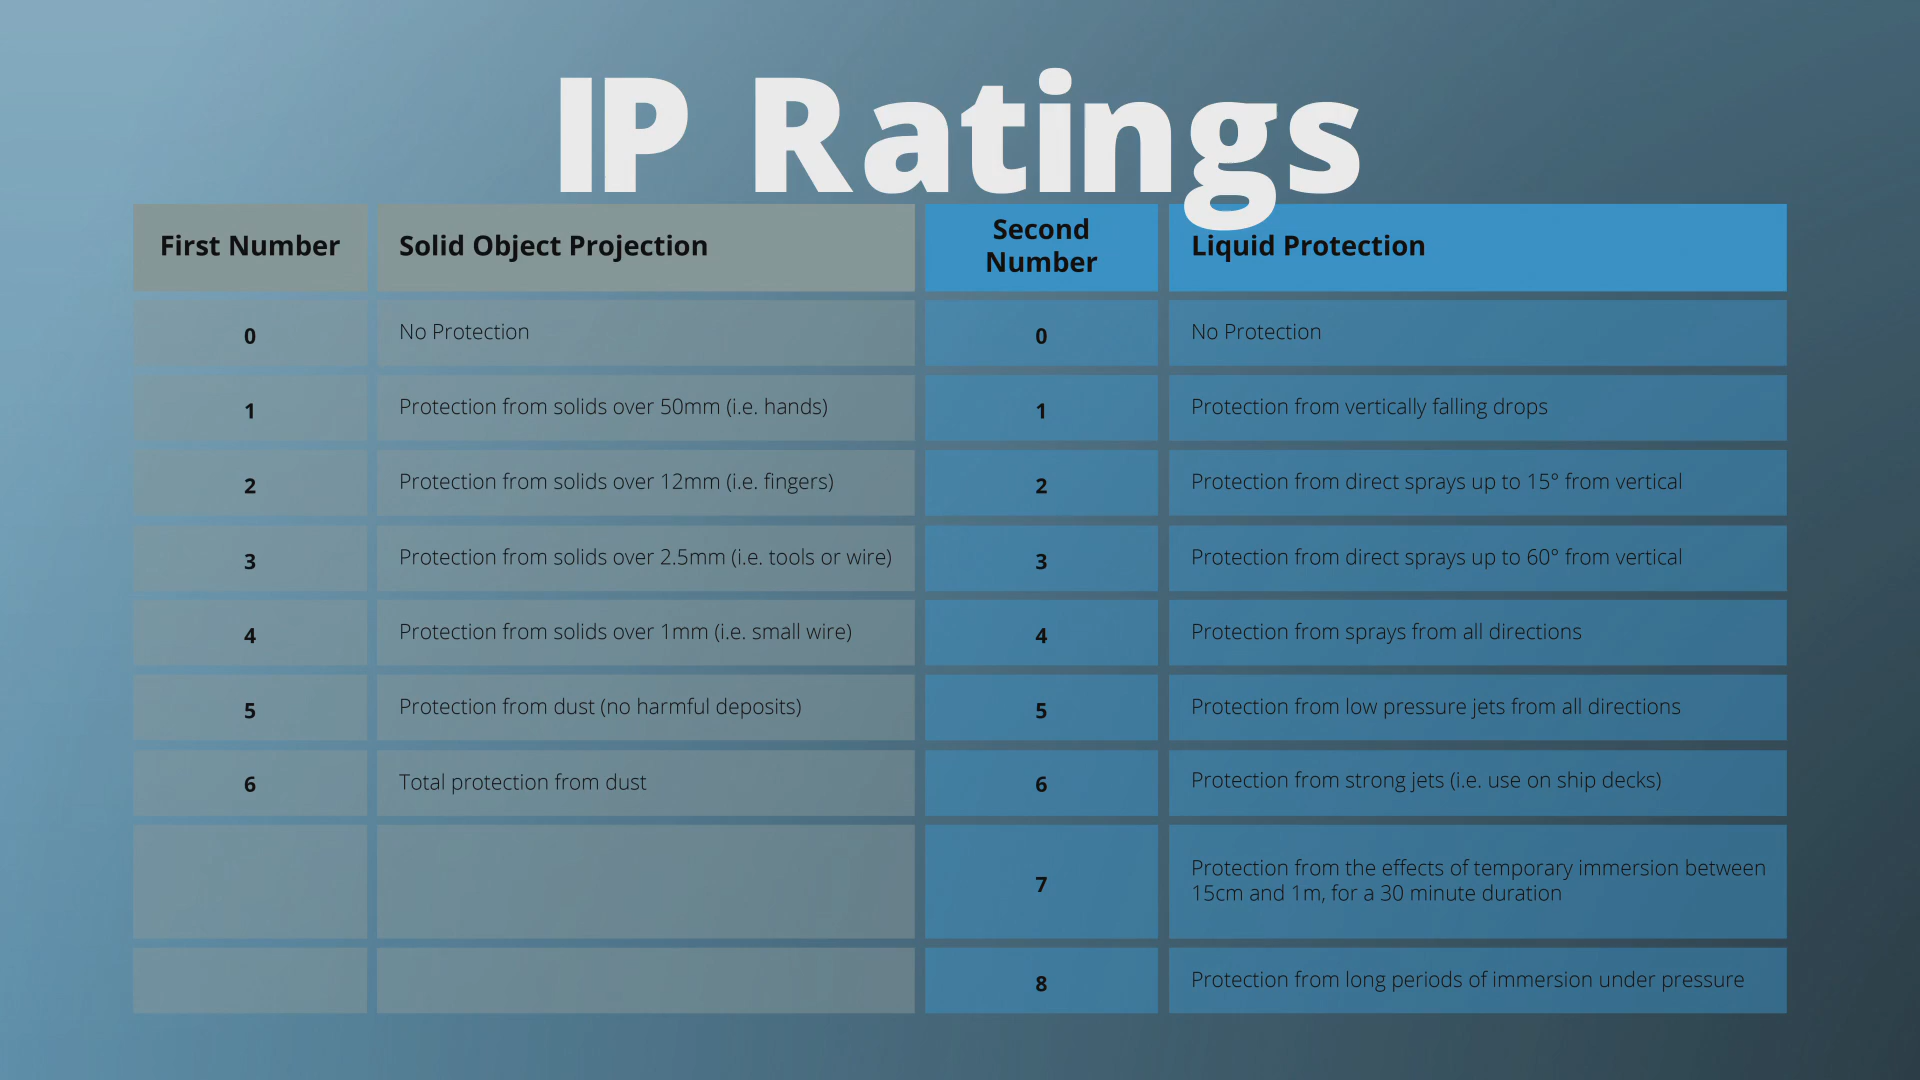 IP Ratings
First Number Solid Object Projection Second Number Liquid Protection
0 No Protection 0 No Protection
1 Protection from solids over 50mm (i.e. hands) 1 Protection from vertically falling drops
2 Protection from solids over 12mm (i.e. fingers) 2 Protection from direct sprays up to 15° from vertical
3 Protection from solids over 2.5mm (i.e. tools or wire) 3 Protection from direct sprays up to 60° from vertical
4 Protection from solids over 1mm (i.e. small wire) 4 Protection from sprays from all directions
5 Protection from dust (no harmful deposits) 5 Protection from low pressure jets from all directions
6 Total protection from dust 6 Protection from strong jets (i.e. use on ship decks)
7 Protection from the effects of temporary immersion between
15cm and 1m, for a 30 minute duration
8 Protection from long periods of immersion under pressure